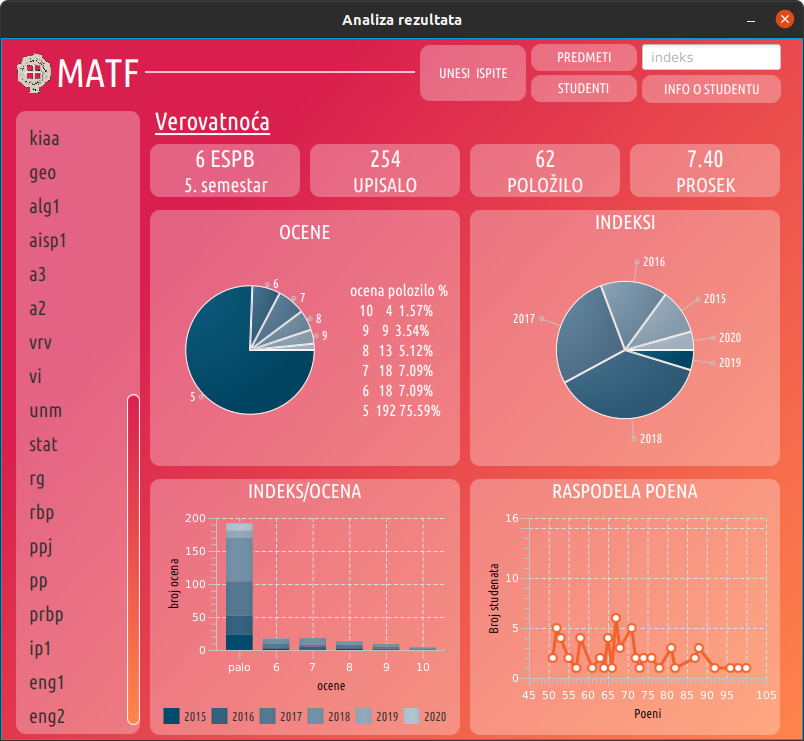 Analiza rezultata
MATF
UNESI ISPITE
PREDMETI
indeks
STUDENTI
INFO O STUDENTU
kiaa
geo
alg1
aisp1
a3
a2
vrv
vi
unm
stat
rg
rbp
ppj
pp
prbp
ip1
eng1
eng2
Verovatnoća
6 ESPB
5. semestar
254
UPISALO
62
POLOŽILO
7.40
PROSEK
OCENE
6
7
8
9
5
ocena polozilo %
10 4 1.57%
9 9 3.54%
8 13 5.12%
7 18 7.09%
6 18 7.09%
5 192 75.59%
INDEKSI
2016
2015
2017
2020
2019
2018
INDEKS/OCENA
200
150
100
50
0
broj ocena
palo 6 7 8 9 10
ocene
2015 2016 2017 2018 2019 2020
RASPODELA POENA
16
10
5
0
Broj studenata
45 50 55 60 65 70 75 80 85 90 95 105
Poeni